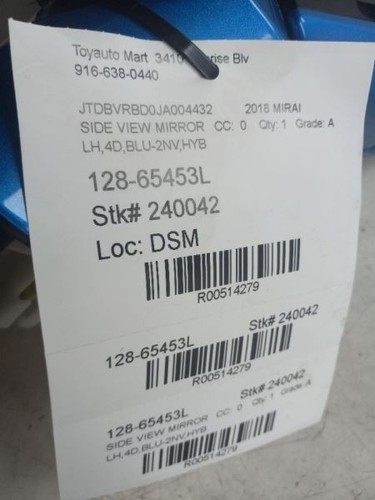 Toyauto Mart 3410 rise Blv
916-638-0440
JTDBVRBD0JA004432 2018 MIRAI
SIDE VIEW MIRROR CC: 0 Qty: 1 Grade: A
LH,4D,BLU-2NV,HYB
128-65453L
Stk# 240042
Loc: DSM
R00514279
128-65453L Stk# 240042
R00514279
128-65453L Stk# 240042
SIDE VIEW MIRROR CC: 0 Qty: 1 Grade: A
LH,4D,BLU-2NV,HYB
R00514279